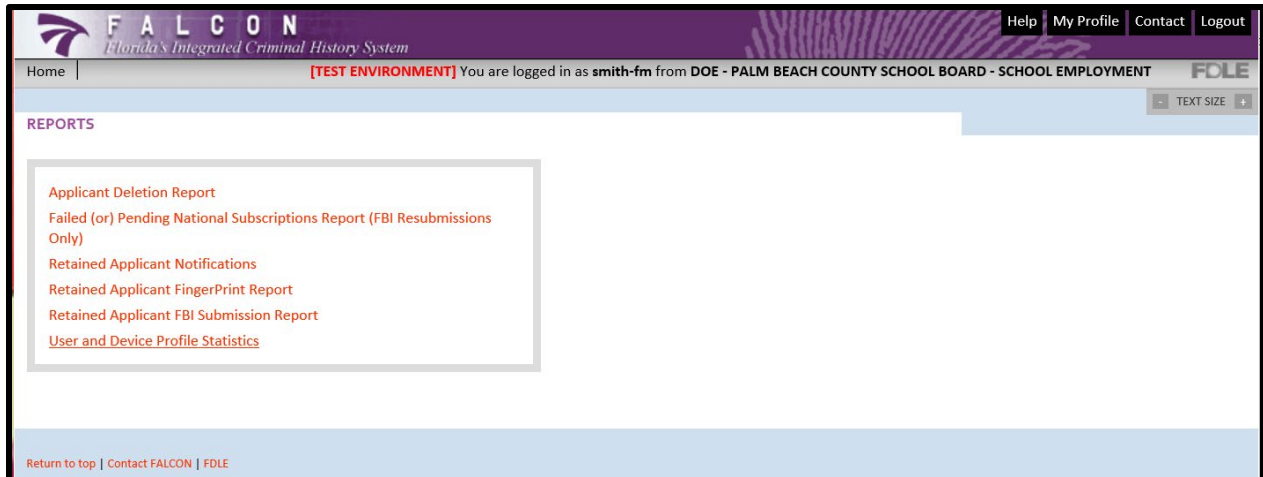 F A L C O N
Help My Profile Contact Logout
Florida's Integrated Criminal History System
Home [TEST ENVIRONMENT] You are logged in as smith-fm from DOE - PALM BEACH COUNTY SCHOOL BOARD - SCHOOL EMPLOYMENT FDLE
- TEXT SIZE +
REPORTS
Applicant Deletion Report
Failed (or) Pending National Subscriptions Report (FBI Resubmissions
Only)
Retained Applicant Notifications
Retained Applicant FingerPrint Report
Retained Applicant FBI Submission Report
User and Device Profile Statistics
Return to top | Contact FALCON | FDLE